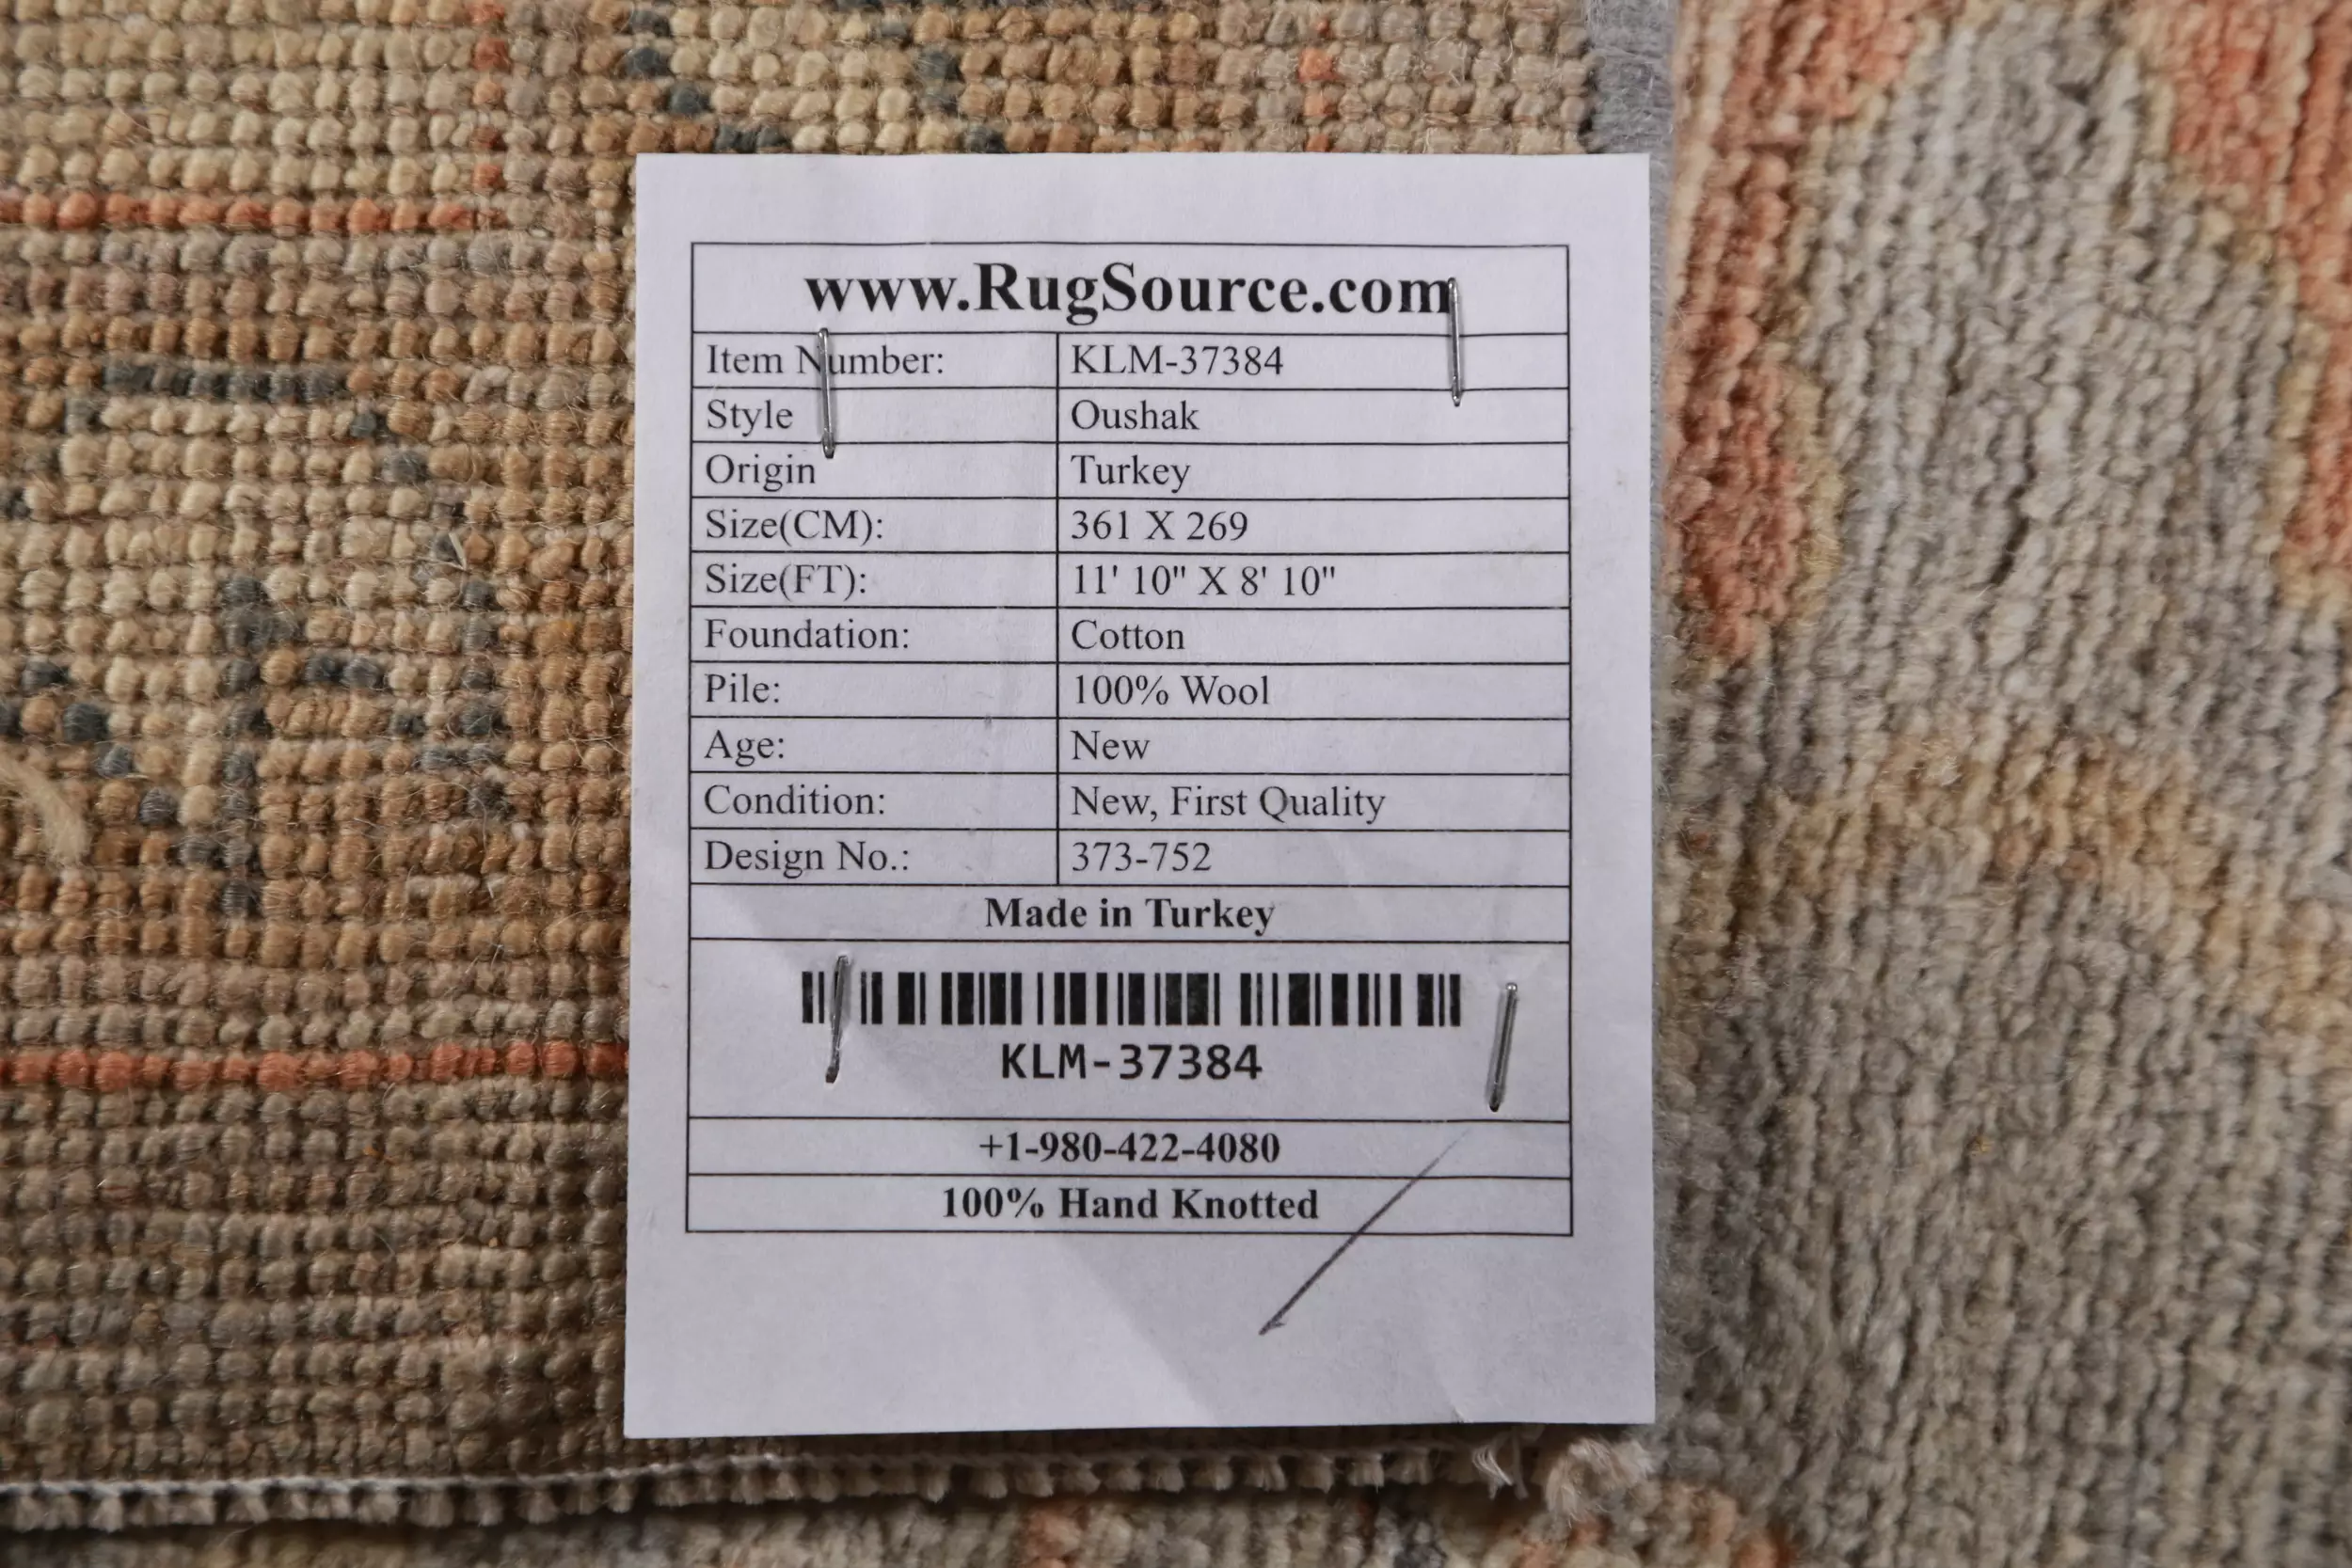 www.RugSource.com
Item Number: KLM-37384
Style Oushak
Origin Turkey
Size(CM): 361 X 269
Size(FT): 11' 10" X 8' 10"
Foundation: Cotton
Pile: 100% Wool
Age: New
Condition: New, First Quality
Design No.: 373-752
Made in Turkey
KLM-37384
+1-980-422-4080
100% Hand Knotted